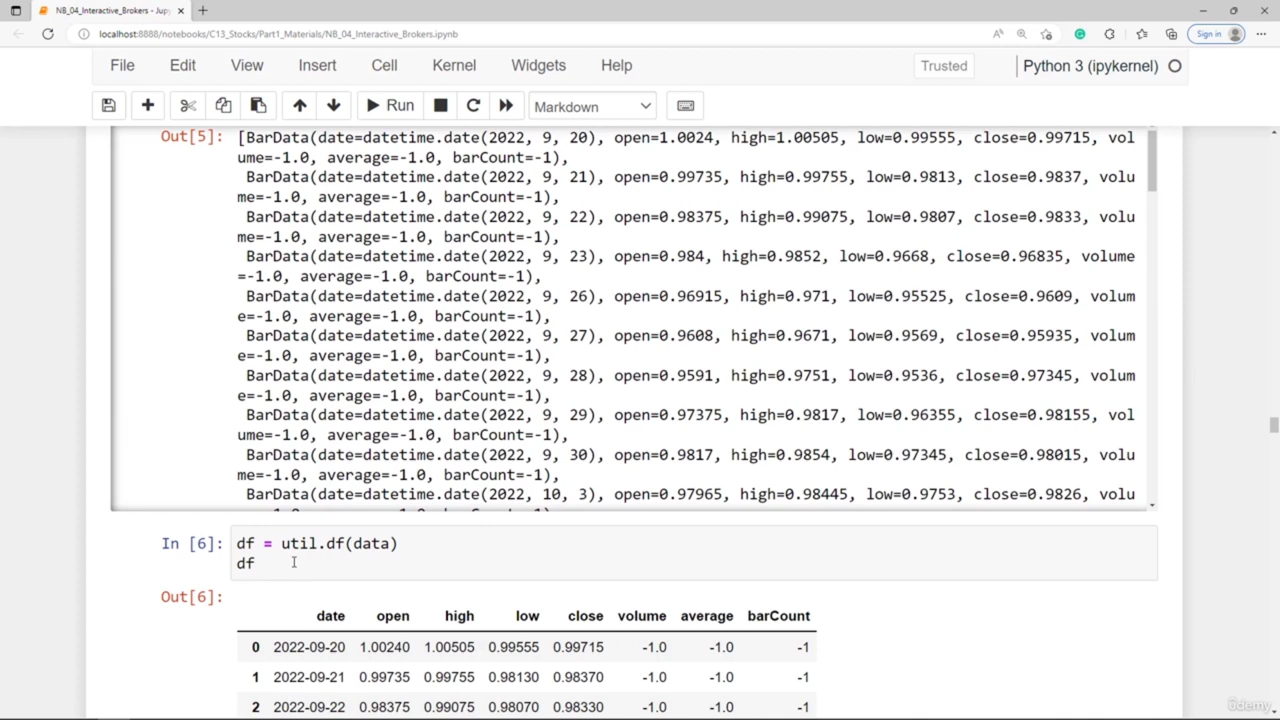 NB_04_Interactive_Brokers - Jup
localhost:8888/notebooks/C13_Stocks/Part1_Materials/NB_04_Interactive_Brokers.ipynb
Sign in
File Edit View Insert Cell Kernel Widgets Help Trusted Python 3 (ipykernel)
Run Markdown
Out[5]: [BarData(date=datetime.date(2022, 9, 20), open=1.0024, high=1.00505, low=0.99555, close=0.99715, vol
ume=-1.0, average=-1.0, barCount=-1),
BarData(date=datetime.date(2022, 9, 21), open=0.99735, high=0.99755, low=0.9813, close=0.9837, volu
me=-1.0, average=-1.0, barCount=-1),
BarData(date=datetime.date(2022, 9, 22), open=0.98375, high=0.99075, low=0.9807, close=0.9833, volu
me=-1.0, average=-1.0, barCount=-1),
BarData(date=datetime.date(2022, 9, 23), open=0.984, high=0.9852, low=0.9668, close=0.96835, volume
=-1.0, average=-1.0, barCount=-1),
BarData(date=datetime.date(2022, 9, 26), open=0.96915, high=0.971, low=0.95525, close=0.9609, volum
e=-1.0, average=-1.0, barCount=-1),
BarData(date=datetime.date(2022, 9, 27), open=0.9608, high=0.9671, low=0.9569, close=0.95935, volum
e=-1.0, average=-1.0, barCount=-1),
BarData(date=datetime.date(2022, 9, 28), open=0.9591, high=0.9751, low=0.9536, close=0.97345, volum
e=-1.0, average=-1.0, barCount=-1),
BarData(date=datetime.date(2022, 9, 29), open=0.97375, high=0.9817, low=0.96355, close=0.98155, vol
ume=-1.0, average=-1.0, barCount=-1),
BarData(date=datetime.date(2022, 9, 30), open=0.9817, high=0.9854, low=0.97345, close=0.98015, volu
me=-1.0, average=-1.0, barCount=-1),
BarData(date=datetime.date(2022, 10, 3), open=0.97965, high=0.98445, low=0.9753, close=0.9826, volu
In [6]: df = util.df(data)
df
Out[6]:
date open high low close volume average barCount
0 2022-09-20 1.00240 1.00505 0.99555 0.99715 -1.0 -1.0 -1
1 2022-09-21 0.99735 0.99755 0.98130 0.98370 -1.0 -1.0 -1
2 2022-09-22 0.98375 0.99075 0.98070 0.98330 -1.0 -1.0 -1
ûdemy